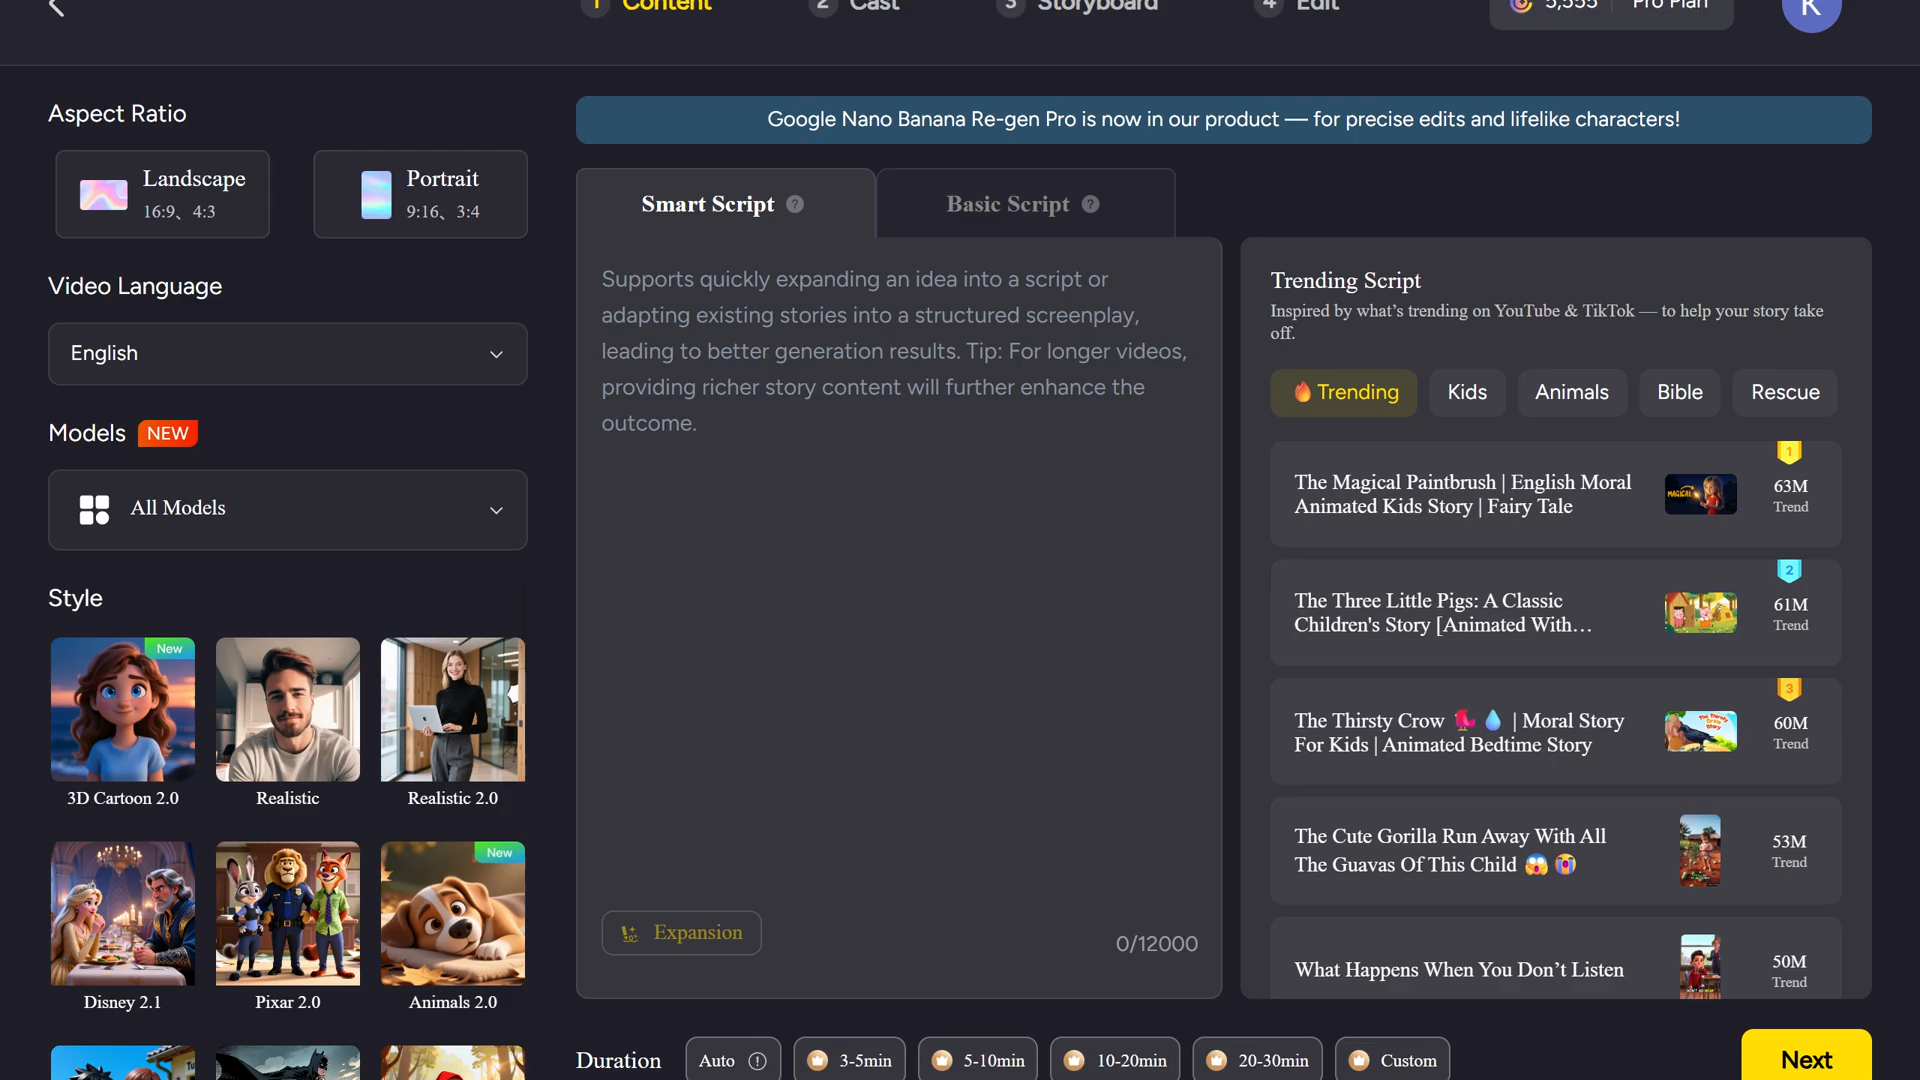 1 Content
2 Cast
3 Storyboard
4 Edit
5,555
Pro Plan
K
Aspect Ratio
Landscape
16:9、4:3
Portrait
9:16、3:4
Video Language
English
Models NEW
All Models
Style
New
3D Cartoon 2.0
Realistic
Realistic 2.0
Disney 2.1
Pixar 2.0
New
Animals 2.0
Google Nano Banana Re-gen Pro is now in our product — for precise edits and lifelike characters!
Smart Script ?
Basic Script ?
Supports quickly expanding an idea into a script or
adapting existing stories into a structured screenplay,
leading to better generation results. Tip: For longer videos,
providing richer story content will further enhance the
outcome.
Expansion
0/12000
Trending Script
Inspired by what's trending on YouTube & TikTok — to help your story take
off.
🔥 Trending
Kids
Animals
Bible
Rescue
The Magical Paintbrush | English Moral
Animated Kids Story | Fairy Tale
MAGICAL
1
63M
Trend
The Three Little Pigs: A Classic
Children's Story [Animated With...
2
61M
Trend
The Thirsty Crow 🐦💧 | Moral Story
For Kids | Animated Bedtime Story
3
60M
Trend
The Cute Gorilla Run Away With All
The Guavas Of This Child 😱 😭
53M
Trend
What Happens When You Don't Listen
50M
Trend
Duration
Auto
3-5min
5-10min
10-20min
20-30min
Custom
Next